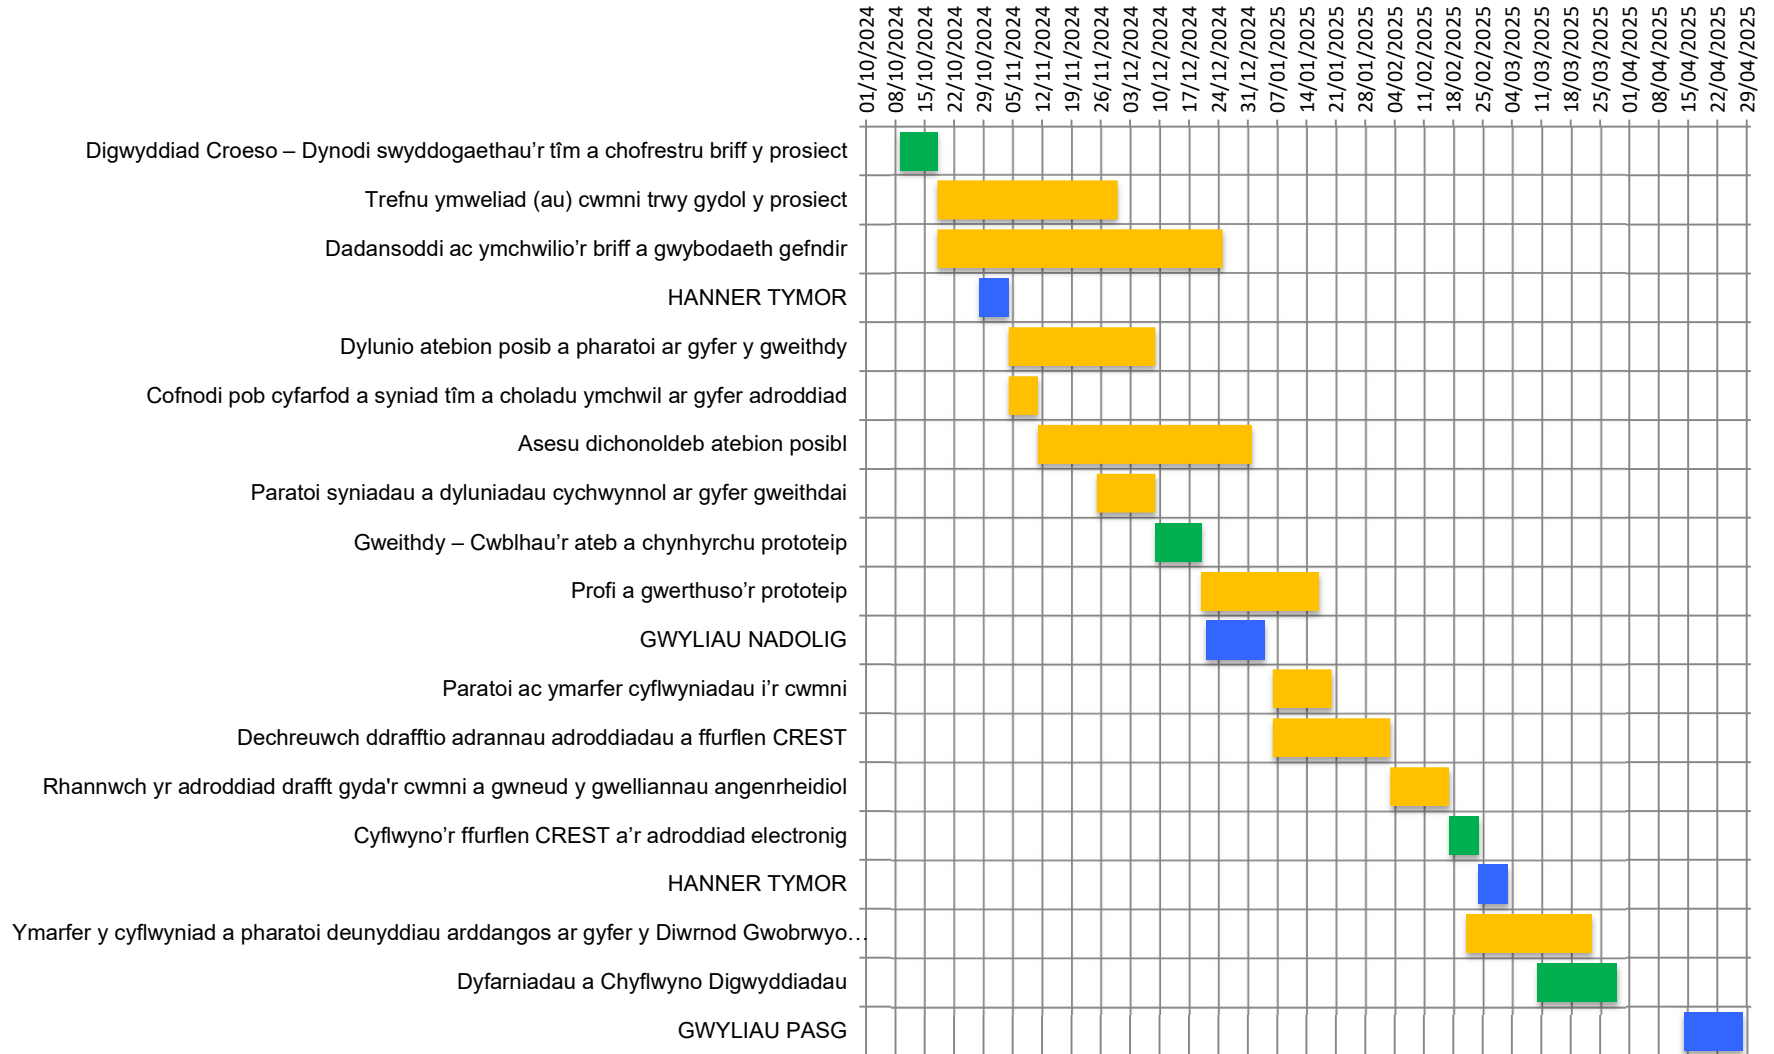 01/10/2024
08/10/2024
15/10/2024
22/10/2024
29/10/2024
05/11/2024
12/11/2024
19/11/2024
26/11/2024
03/12/2024
10/12/2024
17/12/2024
24/12/2024
31/12/2024
07/01/2025
14/01/2025
21/01/2025
28/01/2025
04/02/2025
11/02/2025
18/02/2025
25/02/2025
04/03/2025
11/03/2025
18/03/2025
25/03/2025
01/04/2025
08/04/2025
15/04/2025
22/04/2025
29/04/2025
Digwyddiad Croeso – Dynodi swyddogaethau’r tîm a chofrestru briff y prosiect
Trefnu ymweliad (au) cwmni trwy gydol y prosiect
Dadansoddi ac ymchwilio’r briff a gwybodaeth gefndir
HANNER TYMOR
Dylunio atebion posib a pharatoi ar gyfer y gweithdy
Cofnodi pob cyfarfod a syniad tîm a choladu ymchwil ar gyfer adroddiad
Asesu dichonoldeb atebion posibl
Paratoi syniadau a dyluniadau cychwynnol ar gyfer gweithdai
Gweithdy – Cwblhau’r ateb a chynhyrchu prototeip
Profi a gwerthuso’r prototeip
GWYLIAU NADOLIG
Paratoi ac ymarfer cyflwyniadau i’r cwmni
Dechreuwch ddrafftio adrannau adroddiadau a ffurflen CREST
Rhannwch yr adroddiad drafft gyda'r cwmni a gwneud y gwelliannau angenrheidiol
Cyflwyno’r ffurflen CREST a’r adroddiad electronig
HANNER TYMOR
Ymarfer y cyflwyniad a pharatoi deunyddiau arddangos ar gyfer y Diwrnod Gwobrwyo…
Dyfarniadau a Chyflwyno Digwyddiadau
GWYLIAU PASG